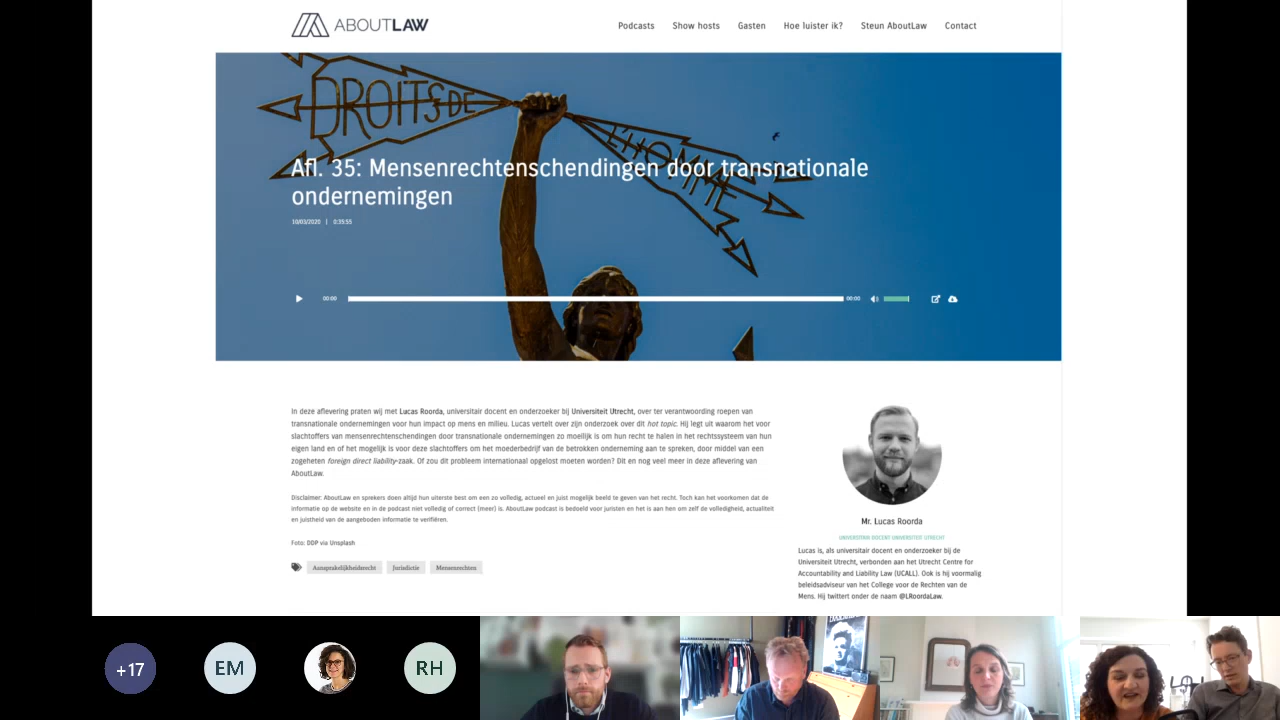 ABOUTLAW
Podcasts Show hosts Gasten Hoe luister ik? Steun AboutLaw Contact
DROITS DE
L'HOMME
Afl. 35: Mensenrechtenschendingen door transnationale
ondernemingen
10/03/2020 | 0:35:55
00:00 00:00
In deze aflevering praten wij met Lucas Roorda, universitair docent en onderzoeker bij Universiteit Utrecht, over ter verantwoording roepen van
transnationale ondernemingen voor hun impact op mens en milieu. Lucas vertelt over zijn onderzoek over dit hot topic. Hij legt uit waarom het voor
slachtoffers van mensenrechtenschendingen door transnationale ondernemingen zo moeilijk is om hun recht te halen in het rechtssysteem van hun
eigen land en of het mogelijk is voor deze slachtoffers om het moederbedrijf van de betrokken onderneming aan te spreken, door middel van een
zogeheten foreign direct liability-zaak. Of zou dit probleem internationaal opgelost moeten worden? Dit en nog veel meer in deze aflevering van
AboutLaw.
Disclaimer: AboutLaw en sprekers doen altijd hun uiterste best om een zo volledig, actueel en juist mogelijk beeld te geven van het recht. Toch kan het voorkomen dat de
informatie op de website en in de podcast niet volledig of correct (meer) is. AboutLaw podcast is bedoeld voor juristen en het is aan hen om zelf de volledigheid, actualiteit
en juistheid van de aangeboden informatie te verifiëren.
Foto: DDP via Unsplash
Aansprakelijkheidsrecht Jurisdictie Mensenrechten
Mr. Lucas Roorda
UNIVERSITAIR DOCENT UNIVERSITEIT UTRECHT
Lucas is, als universitair docent en onderzoeker bij de
Universiteit Utrecht, verbonden aan het Utrecht Centre for
Accountability and Liability Law (UCALL). Ook is hij voormalig
beleidsadviseur van het College voor de Rechten van de
Mens. Hij twittert onder de naam @LRoordaLaw.
+17 EM RH